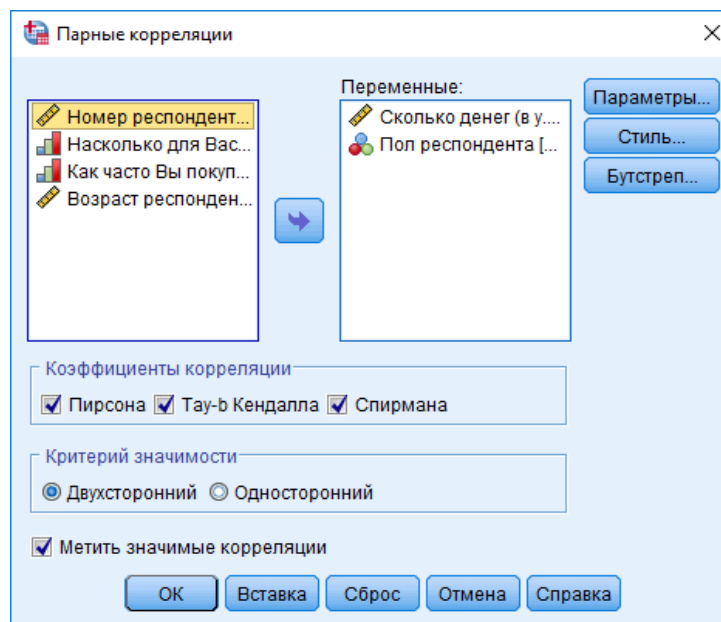 Парные корреляции
Переменные:
Номер респондент...
Насколько для Вас...
Как часто Вы покуп...
Возраст респонден...
Сколько денег (в у....
Пол респондента [...
Параметры...
Стиль...
Бутстреп...
Коэффициенты корреляции
Пирсона Тау-b Кендалла Спирмана
Критерий значимости
Двухсторонний Односторонний
Метить значимые корреляции
ОК Вставка Сброс Отмена Справка